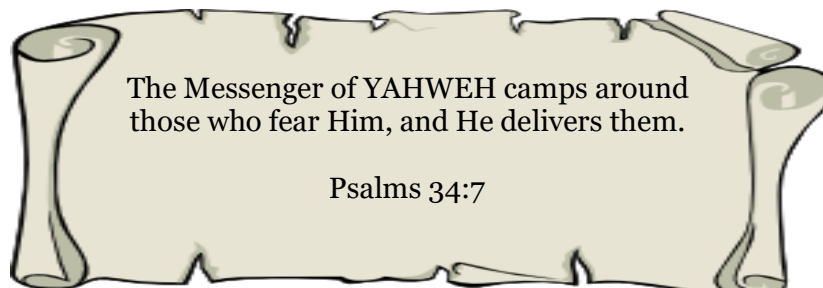 The Messenger of YAHWEH camps around
those who fear Him, and He delivers them.
Psalms 34:7